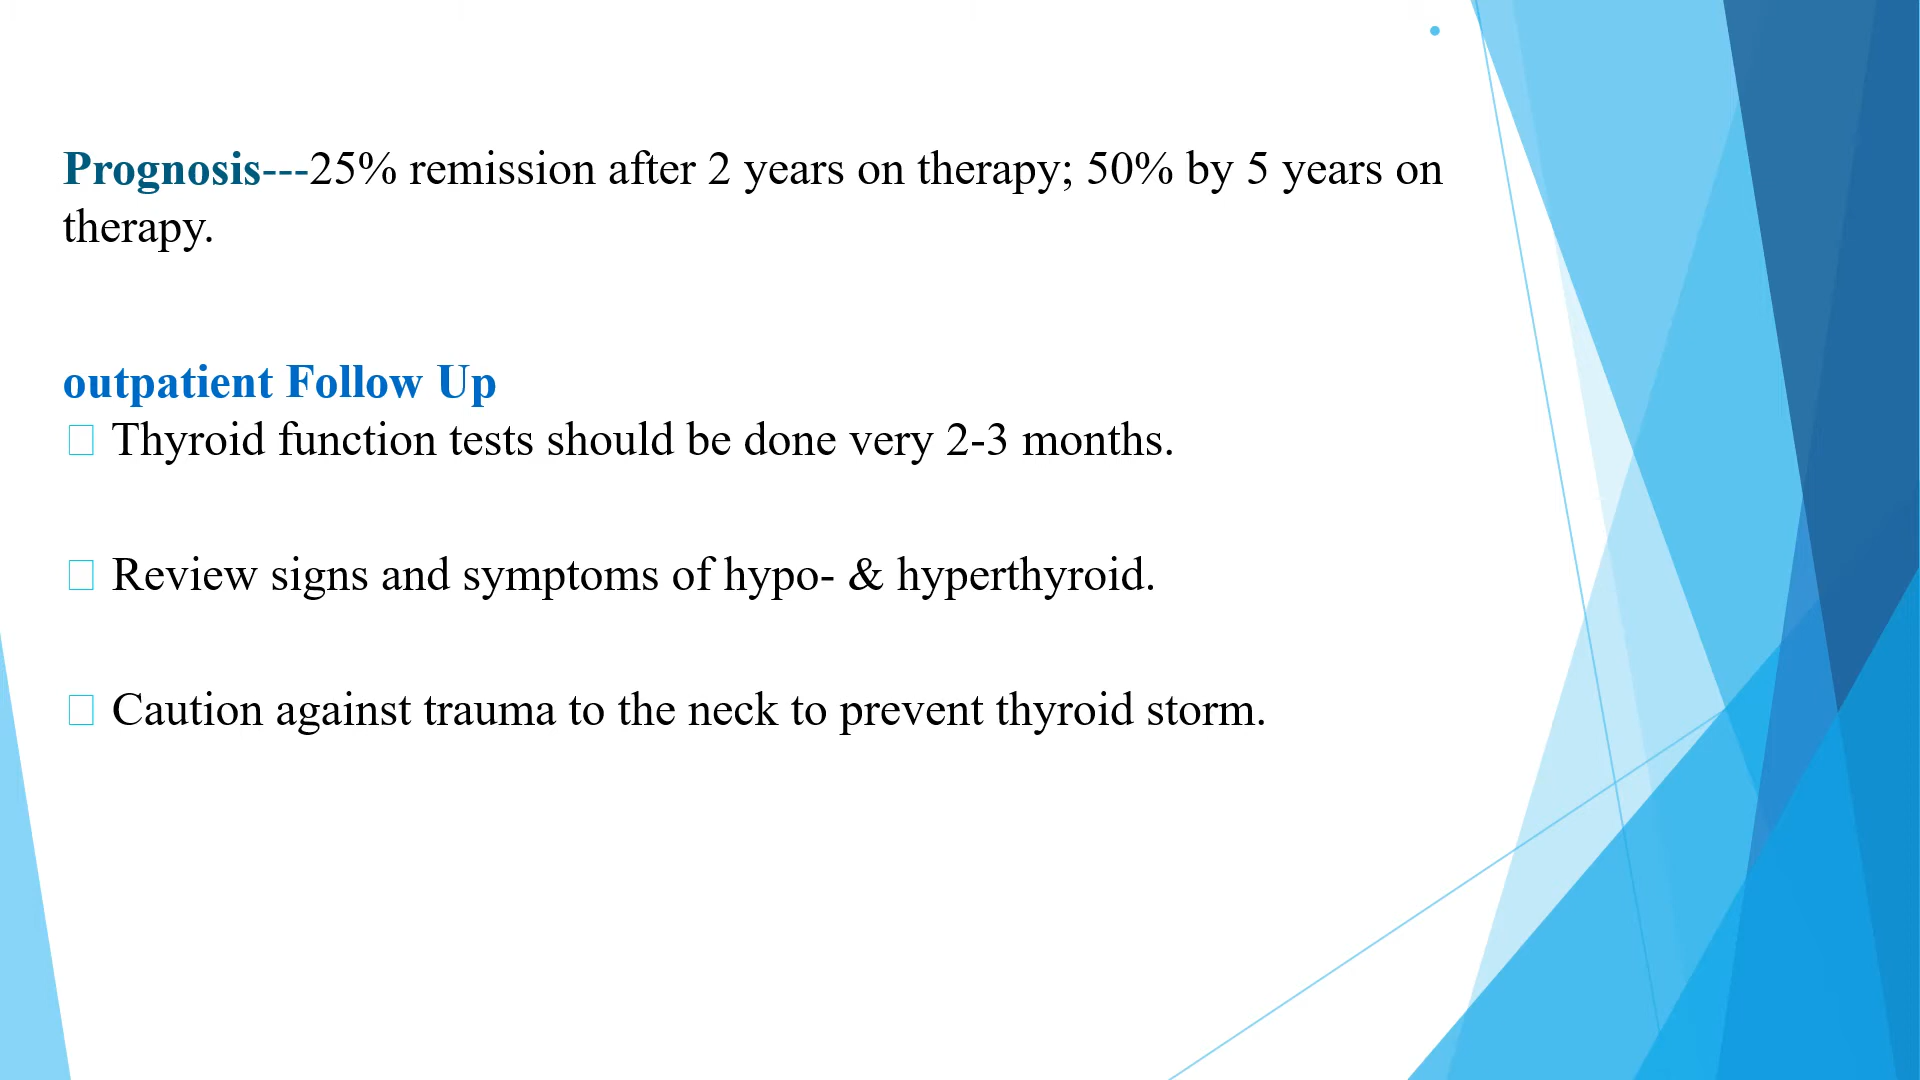 Prognosis---25% remission after 2 years on therapy; 50% by 5 years on
therapy.
outpatient Follow Up
Thyroid function tests should be done very 2-3 months.
Review signs and symptoms of hypo- & hyperthyroid.
Caution against trauma to the neck to prevent thyroid storm.